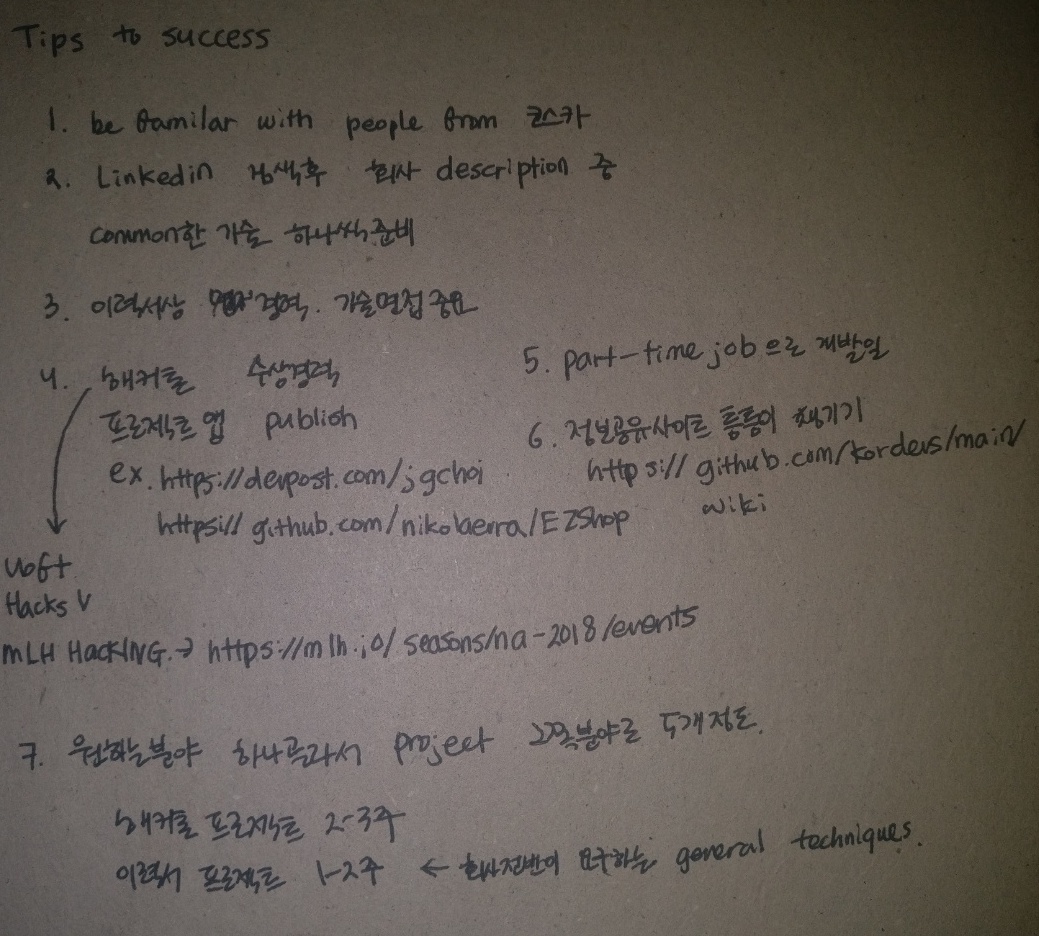 Tips to success
1. be familar with people from 코스카
2. Linkedin 검색후 회사 description 중
common한 기술 하나씩 준비
3. 이력서상 경력. 기술면접 중요
4. 해커톤 수상경력
프로젝트 앱 publish
ex. https://devpost.com/jgchoi
https://github.com/nikolaerra/EZShop
5. part-time job으로 개발일
6. 정보공유사이트 틈틈이 챙기기
https://github.com/kordevs/main/
wiki
Uoft
Hacks V
MLH HACKING → https://mlh.io/seasons/na-2018/events
7. 원하는분야 하나골라서 project 그쪽분야로 두개정도.
해커톤 프로젝트 2-3주
이력서 프로젝트 1-2주 ← 회사전반이 요구하는 general techniques.